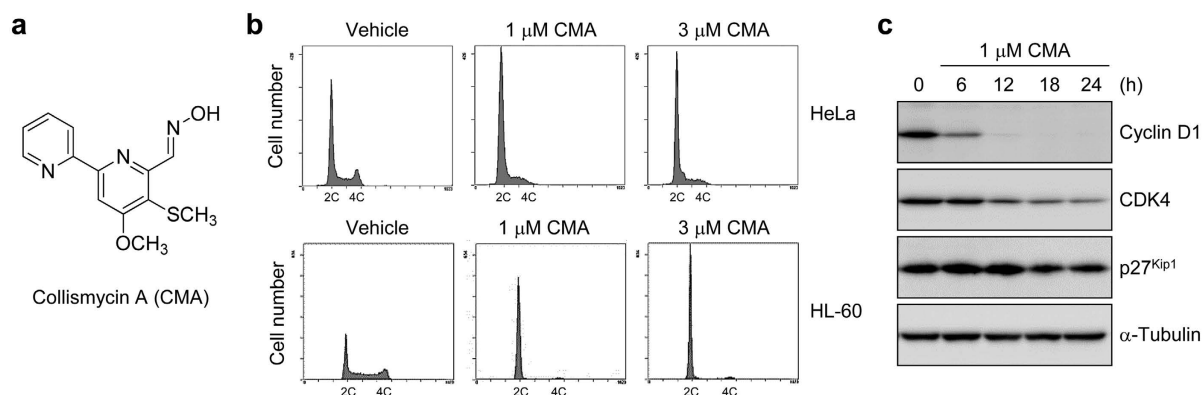 a
N
OH
N
N
SCH3
OCH3
Collismycin A (CMA)
b
Vehicle
1 μM CMA
3 μM CMA
Cell number
HeLa
2C 4C
2C 4C
2C 4C
Vehicle
1 μM CMA
3 μM CMA
Cell number
HL-60
2C 4C
2C 4C
2C 4C
c
1 μM CMA
0 6 12 18 24 (h)
Cyclin D1
CDK4
p27Kip1
α-Tubulin